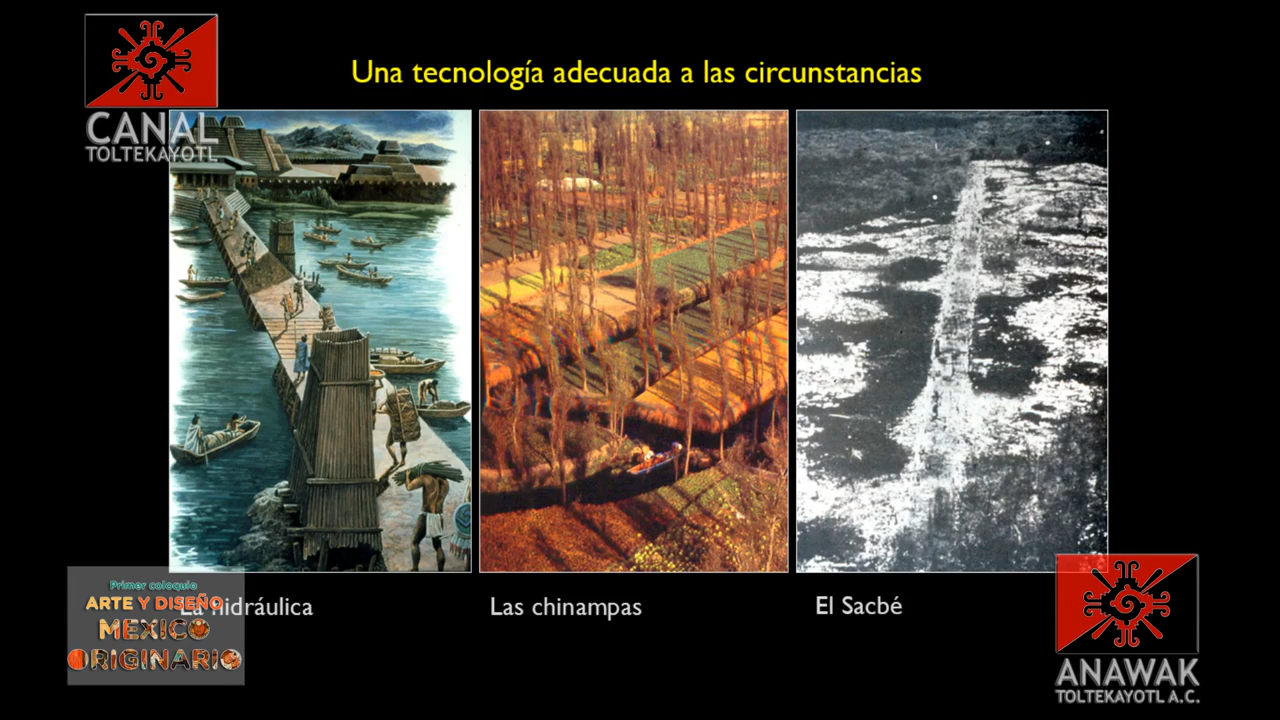 Una tecnología adecuada a las circunstancias
CANAL
TOLTEKAYOTL
La hidráulica
Las chinampas
El Sacbé
Primer coloquio
ARTE Y DISEÑO
MEXICO
ORIGINARIO
ANAWAK
TOLTEKAYOTL A.C.